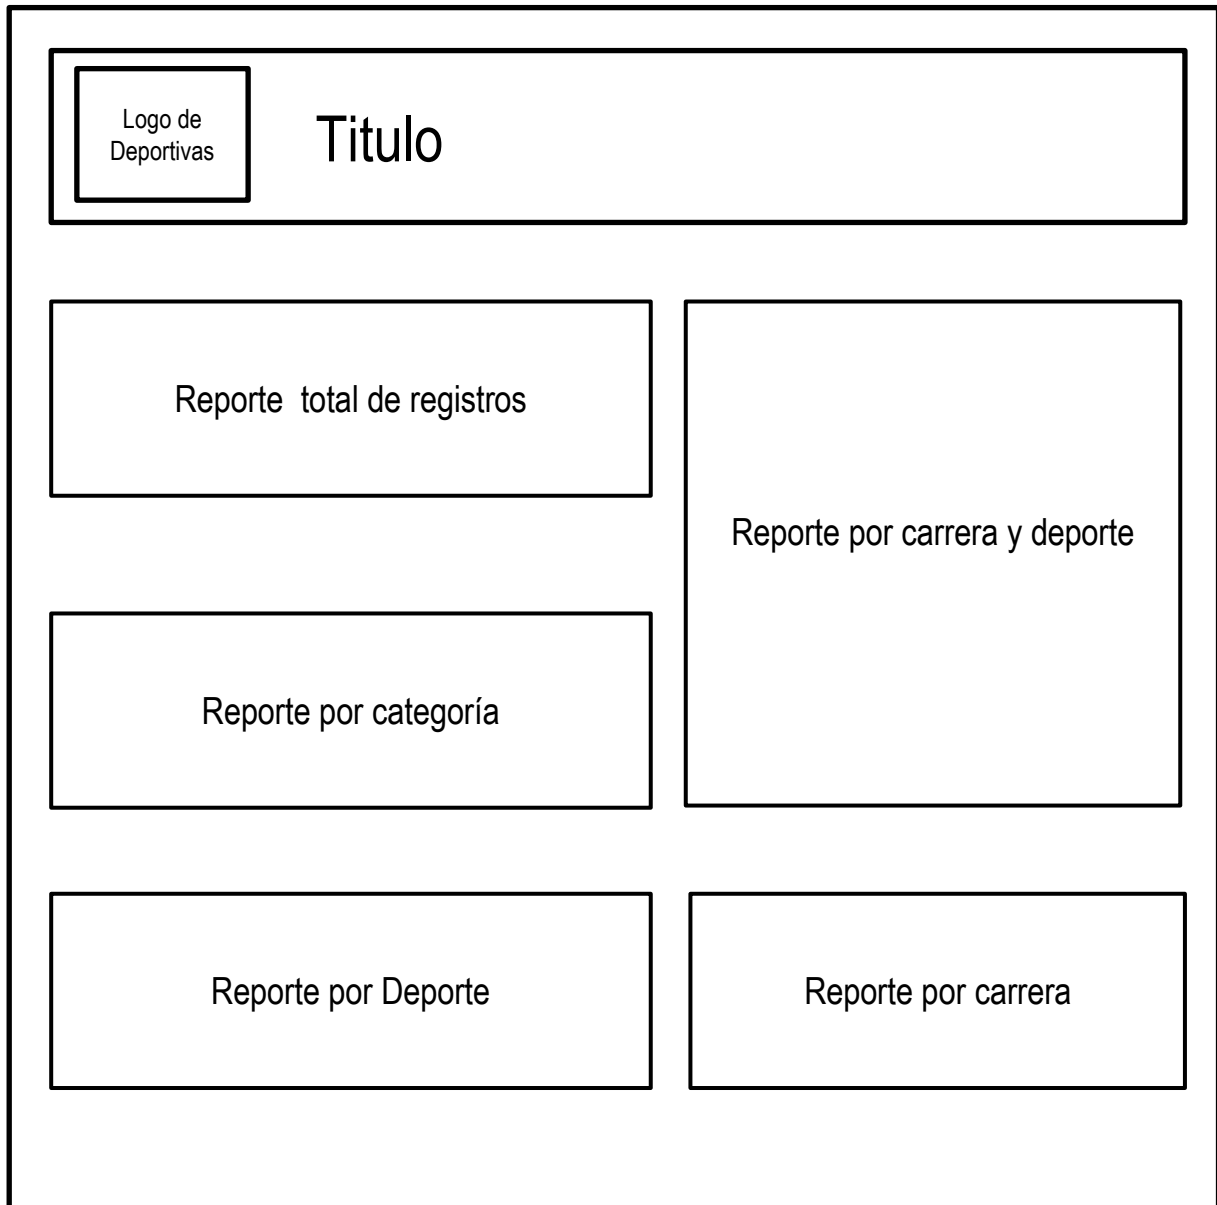 Logo de
Deportivas
Titulo
Reporte  total de registros
Reporte por carrera y deporte
Reporte por categoría
Reporte por Deporte
Reporte por carrera